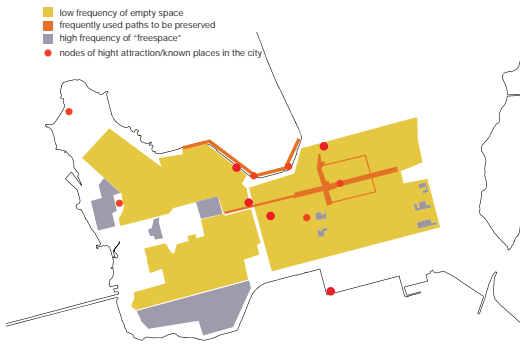 low frequency of empty space
frequently used paths to be preserved
high frequency of "freespace"
nodes of hight attraction/known places in the city